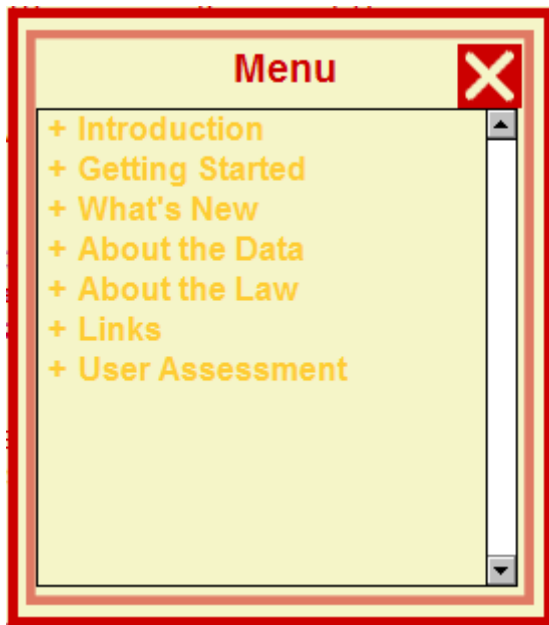 Menu
+ Introduction
+ Getting Started
+ What's New
+ About the Data
+ About the Law
+ Links
+ User Assessment